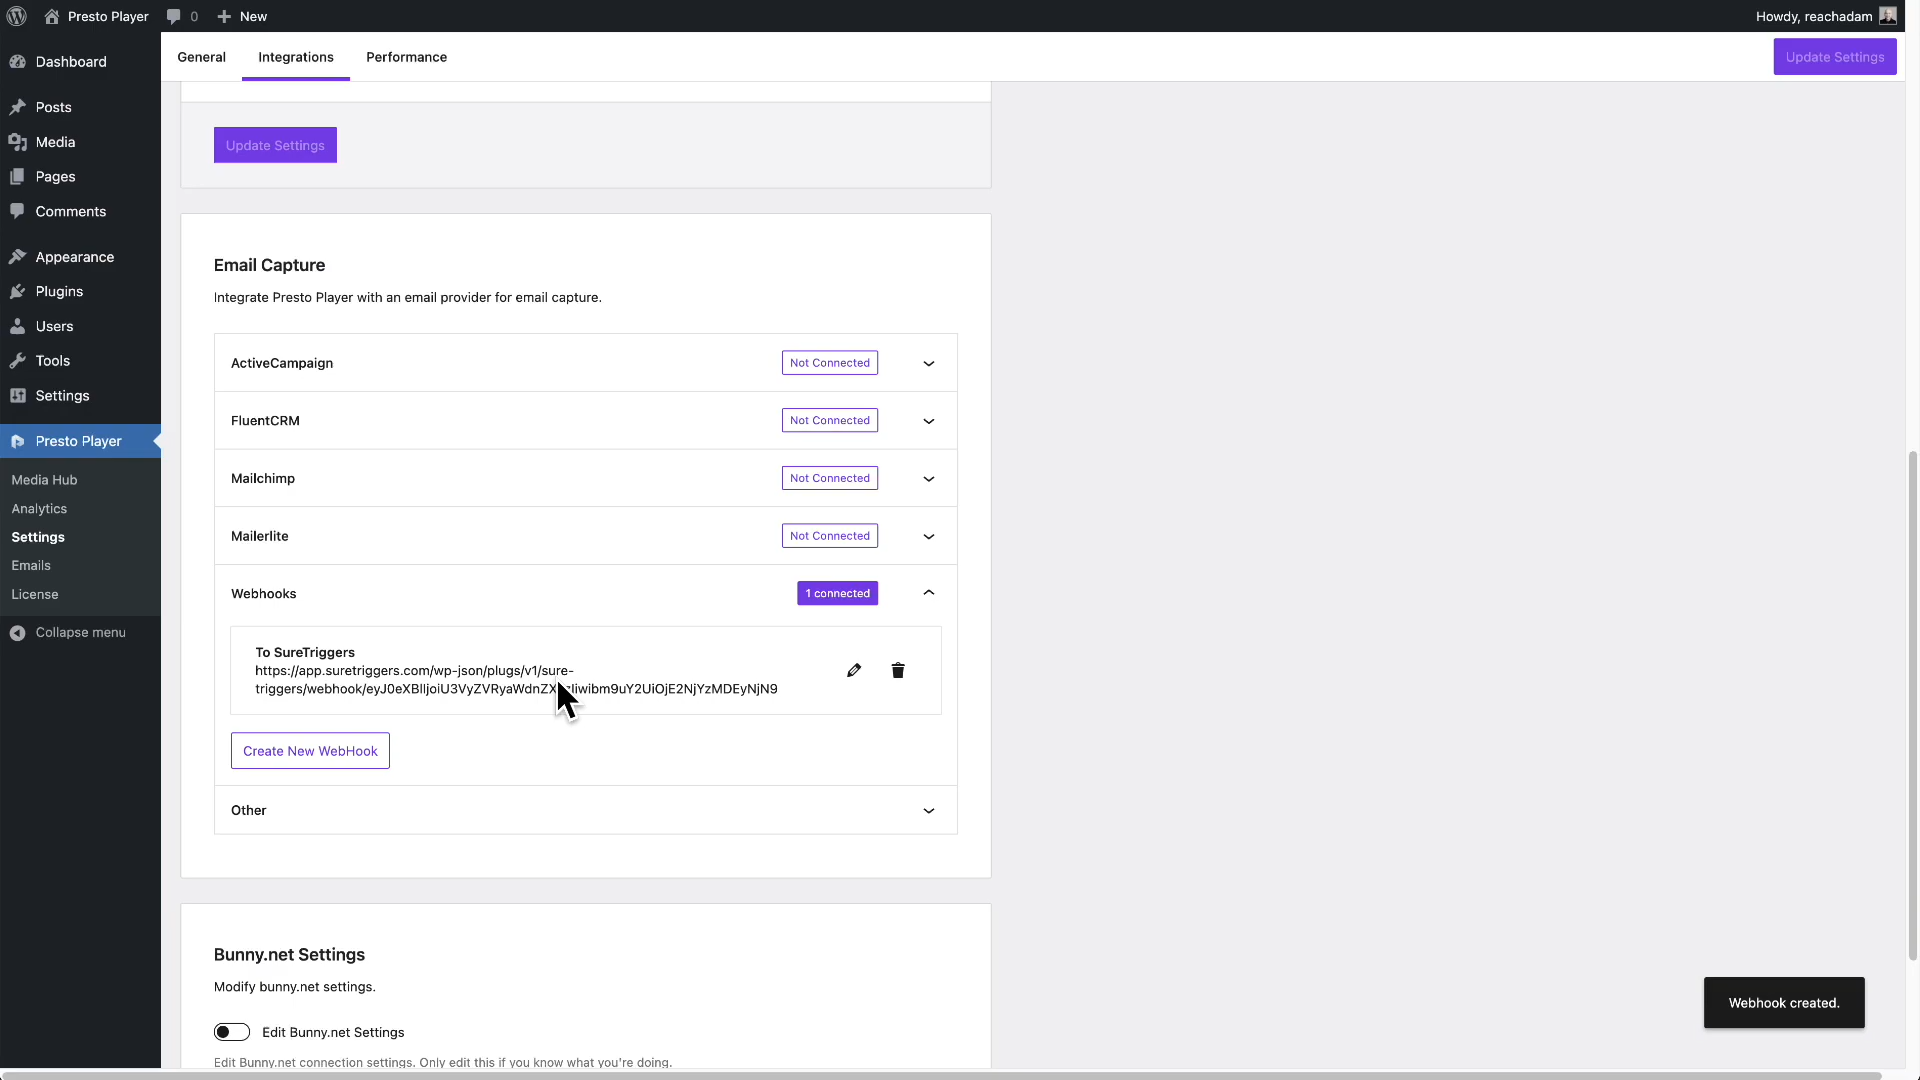 Presto Player
0
New
Howdy, reachadam
Dashboard
Posts
Media
Pages
Comments
Appearance
Plugins
Users
Tools
Settings
Presto Player
Media Hub
Analytics
Settings
Emails
License
Collapse menu
General
Integrations
Performance
Update Settings
Update Settings
Email Capture
Integrate Presto Player with an email provider for email capture.
ActiveCampaign
Not Connected
FluentCRM
Not Connected
Mailchimp
Not Connected
Mailerlite
Not Connected
Webhooks
1 connected
To SureTriggers
https://app.suretriggers.com/wp-json/plugs/v1/sure-
Create New WebHook
Other
Bunny.net Settings
Modify bunny.net settings.
Edit Bunny.net Settings
Edit Bunny.net connection settings. Only edit this if you know what you're doing.
Webhook created.